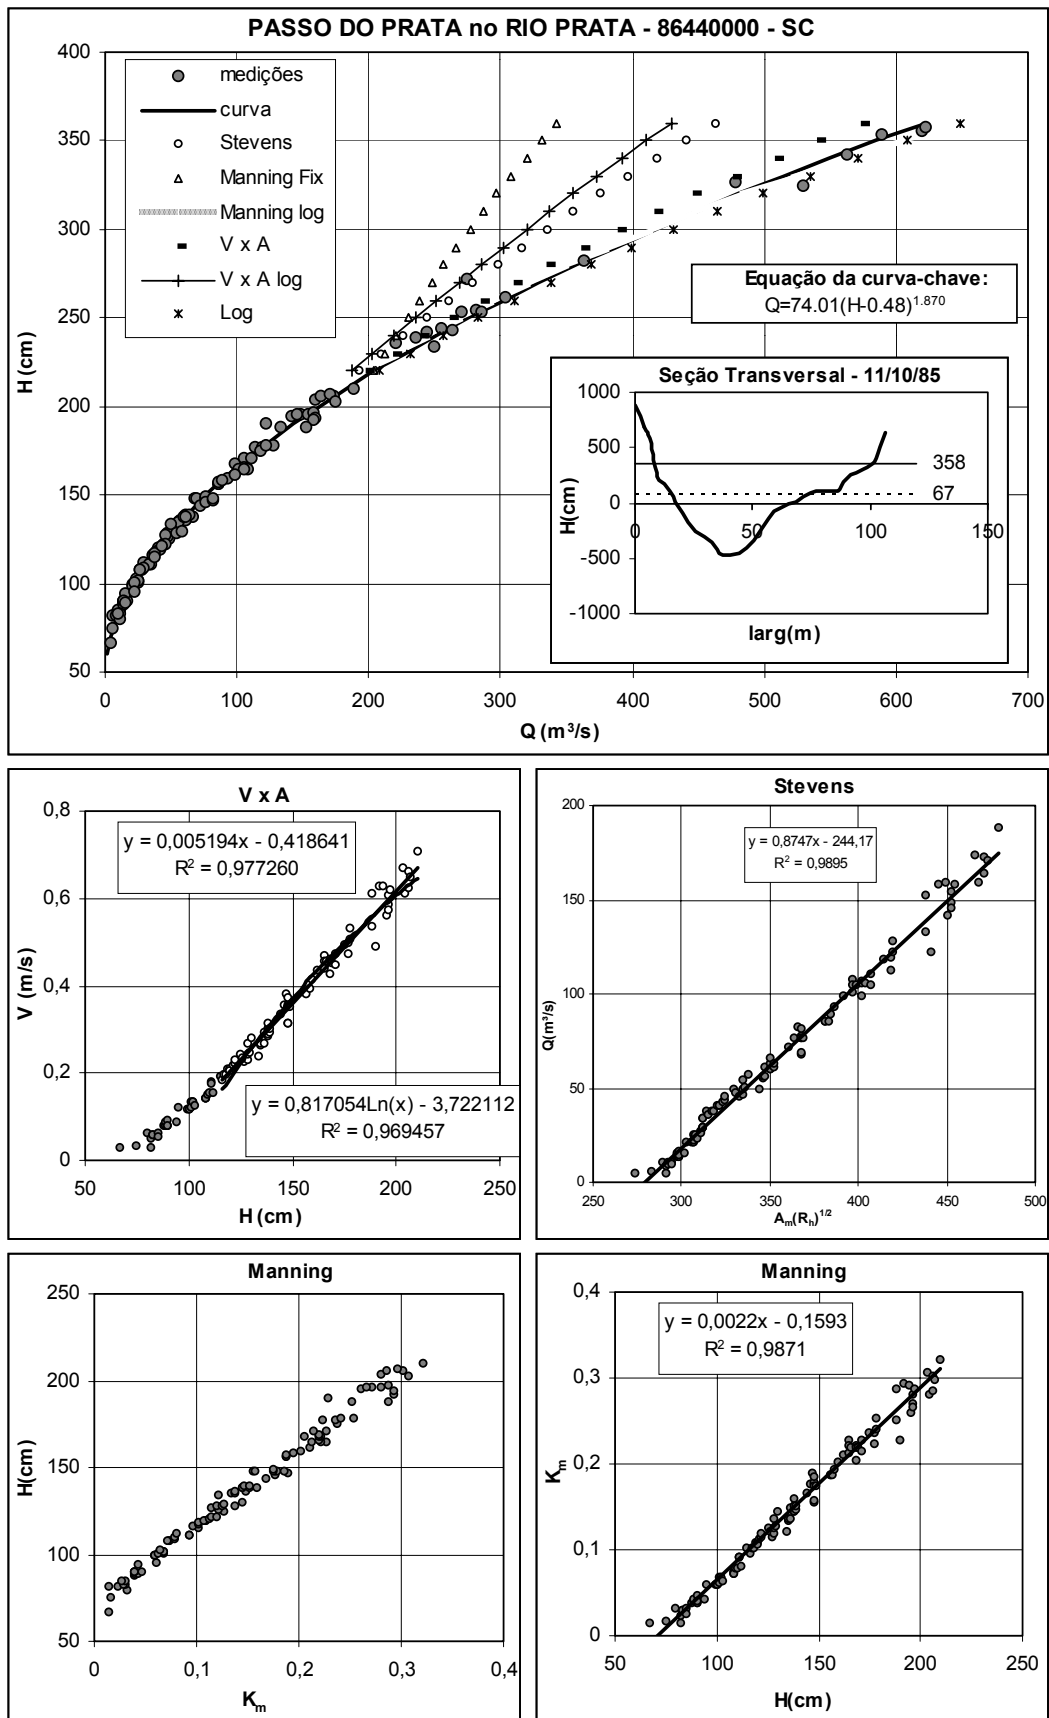 PASSO DO PRATA no RIO PRATA - 86440000 - SC
400
350
300
250
200
150
100
50
H(cm)
medições
curva
Stevens
Manning Fix
Manning log
V x A
V x A log
Log
Equação da curva-chave:
Q=74.01(H-0.48)^1.870
Seção Transversal - 11/10/85
1000
500
0
-500
-1000
H(cm)
358
67
0 50 100 150
larg(m)
0 100 200 300 400 500 600 700
Q (m³/s)
V x A
0,8
0,6
0,4
0,2
0
V (m/s)
y = 0,005194x - 0,418641
R² = 0,977260
y = 0,817054Ln(x) - 3,722112
R² = 0,969457
50 100 150 200 250
H (cm)
Stevens
200
150
100
50
0
Q(m³/s)
y = 0,8747x - 244,17
R² = 0,9895
250 300 350 400 450 500
Am(Rh)^1/2
Manning
250
200
150
100
50
H(cm)
0 0,1 0,2 0,3 0,4
Km
Manning
0,4
0,3
0,2
0,1
0
Km
y = 0,0022x - 0,1593
R² = 0,9871
50 100 150 200 250
H(cm)